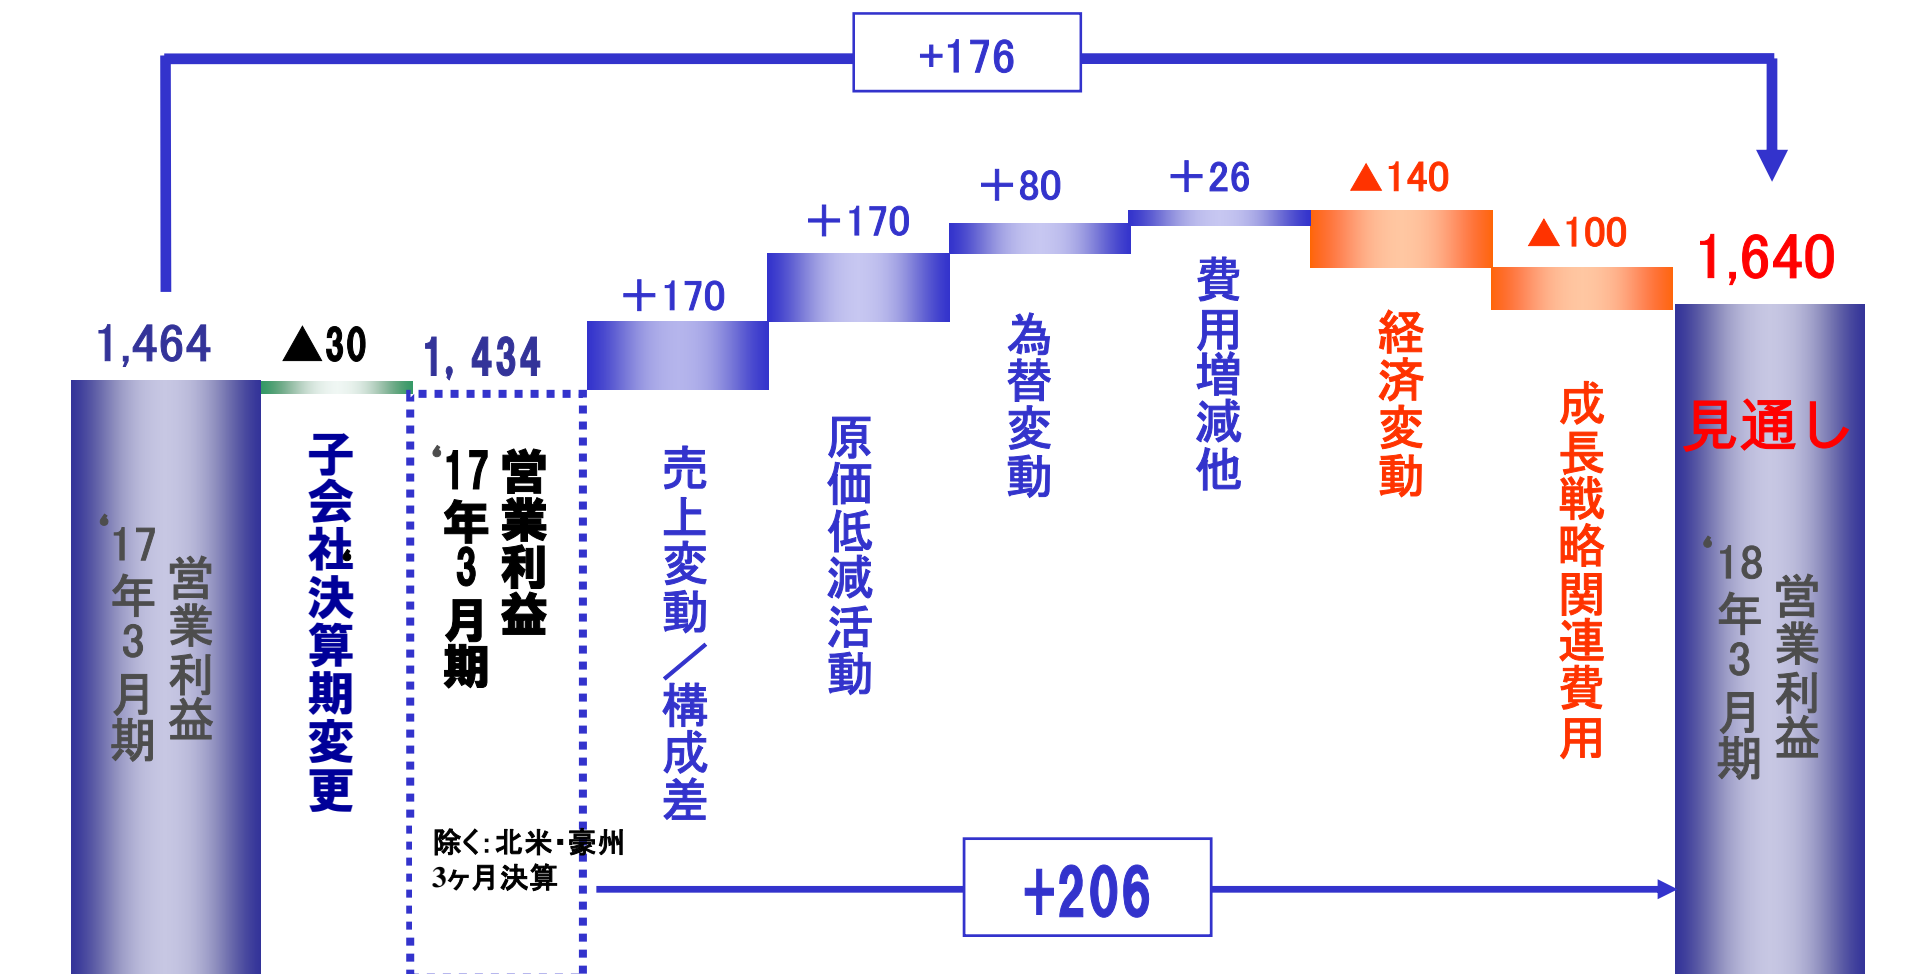 +176
1,464
▲30
1,434
+170
+170
+80
+26
▲140
▲100
1,640
見通し
‘17年3月期
営業利益
子会社決算期変更
‘17年3月期
営業利益
除く:北米・豪州
3ヶ月決算
売上変動／構成差
原価低減活動
為替変動
費用増減他
経済変動
成長戦略関連費用
‘18年3月期
営業利益
+206